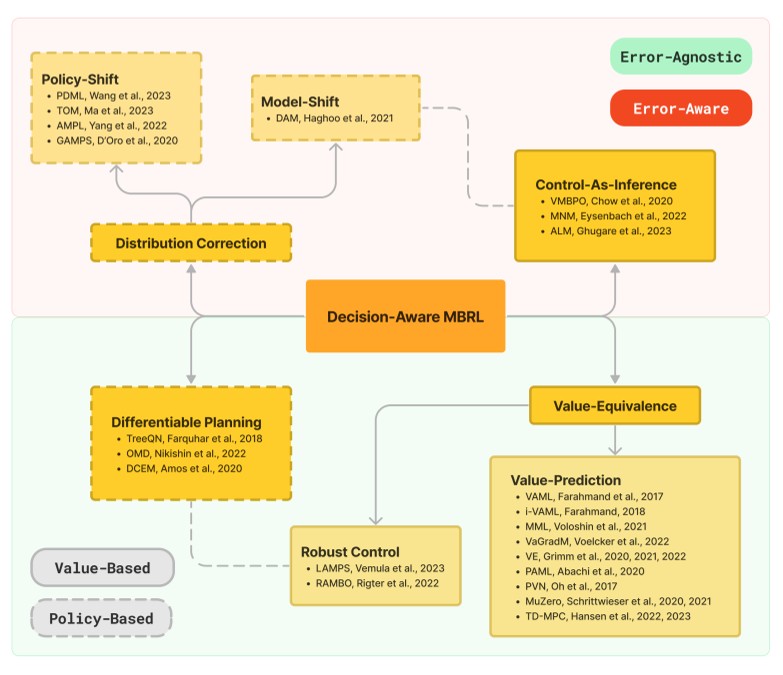 Policy-Shift
• PDML, Wang et al., 2023
• TOM, Ma et al., 2023
• AMPL, Yang et al., 2022
• GAMPS, D'Oro et al., 2020
Model-Shift
• DAM, Haghoo et al., 2021
Error-Agnostic
Error-Aware
Control-As-Inference
• VMBPO, Chow et al., 2020
• MNM, Eysenbach et al., 2022
• ALM, Ghugare et al., 2023
Distribution Correction
Decision-Aware MBRL
Differentiable Planning
• TreeQN, Farquhar et al., 2018
• OMD, Nikishin et al., 2022
• DCEM, Amos et al., 2020
Value-Equivalence
Robust Control
• LAMPS, Vemula et al., 2023
• RAMBO, Rigter et al., 2022
Value-Prediction
• VAML, Farahmand et al., 2017
• i-VAML, Farahmand, 2018
• MML, Voloshin et al., 2021
• VaGradM, Voelcker et al., 2022
• VE, Grimm et al., 2020, 2021, 2022
• PAML, Abachi et al., 2020
• PVN, Oh et al., 2017
• MuZero, Schrittwieser et al., 2020, 2021
• TD-MPC, Hansen et al., 2022, 2023
Value-Based
Policy-Based